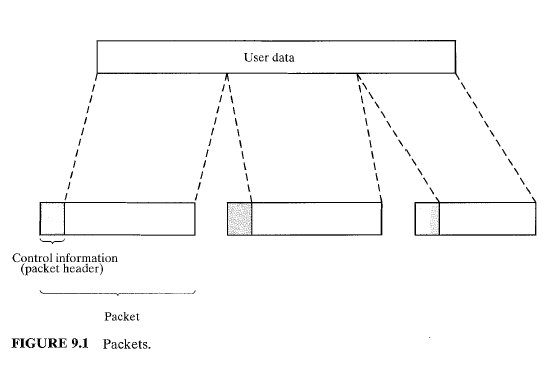 User data
Control information
(packet header)
Packet
FIGURE 9.1 Packets.